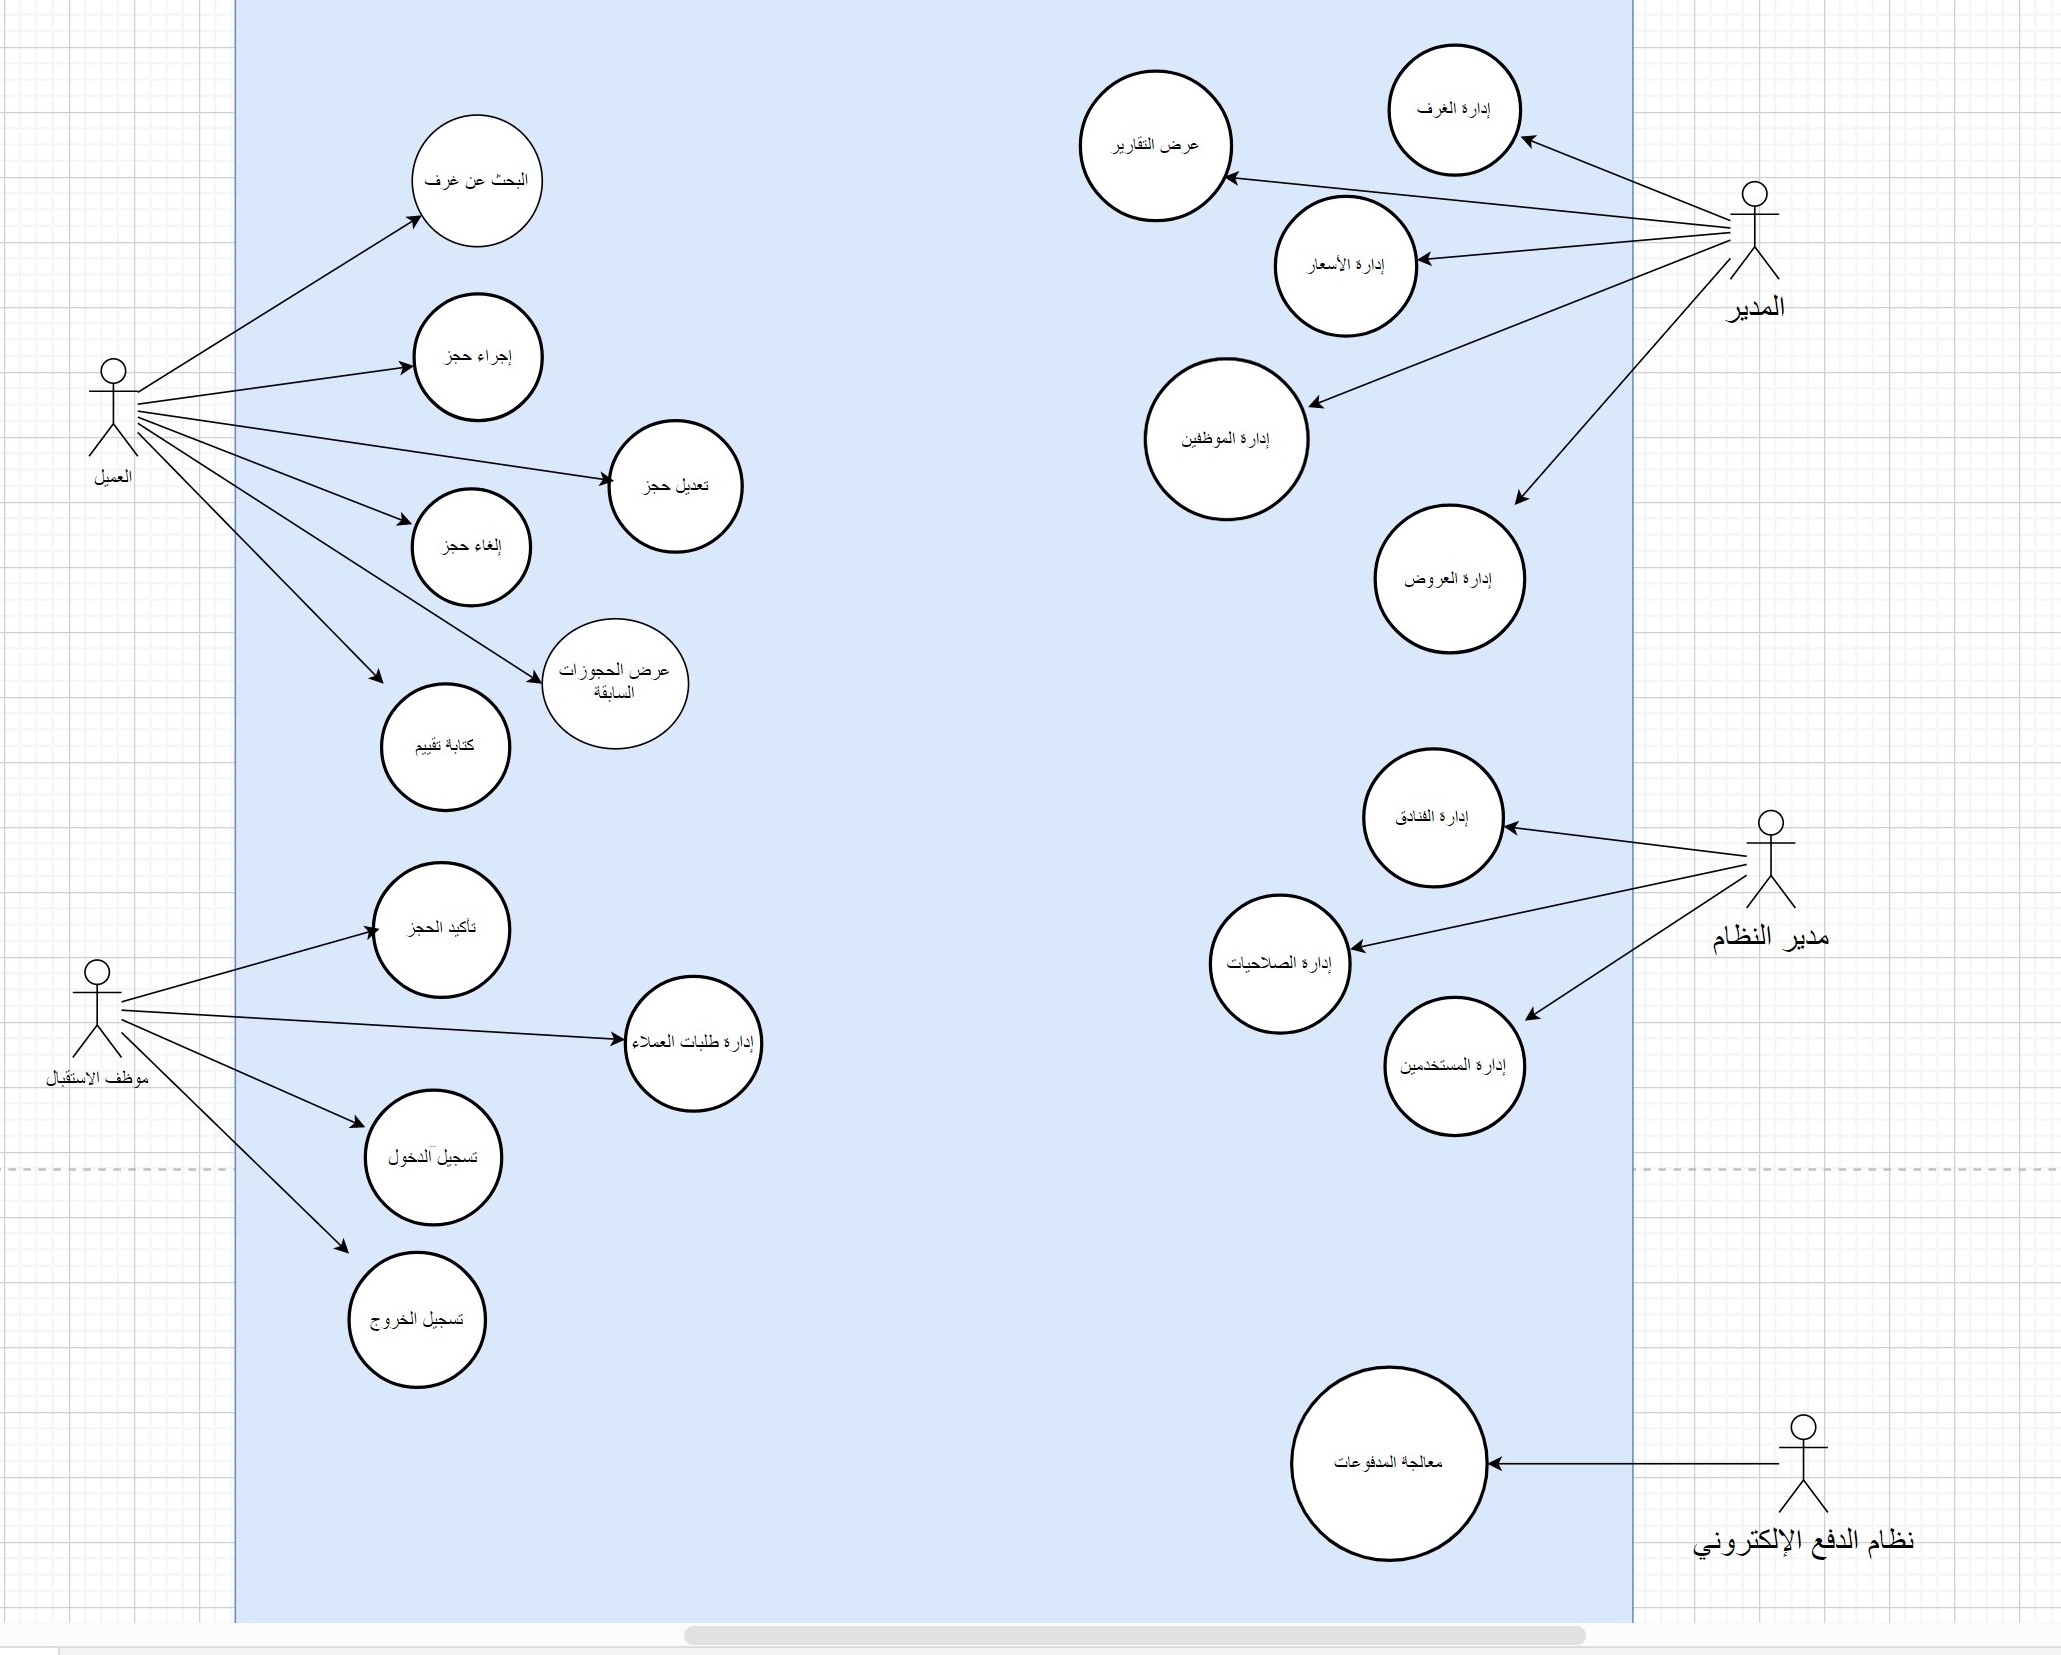 إدارة الغرف
عرض التقارير
البحث عن غرف
إدارة الأسعار
المدير
إجراء حجز
العميل
تعديل حجز
إدارة الموظفين
إلغاء حجز
إدارة العروض
عرض الحجوزات
السابقة
كتابة تقييم
إدارة الفنادق
تأكيد الحجز
مدير النظام
إدارة الصلاحيات
إدارة طلبات العملاء
موظف الاستقبال
إدارة المستخدمين
تسجيل الدخول
تسجيل الخروج
معالجة المدفوعات
نظام الدفع الإلكتروني